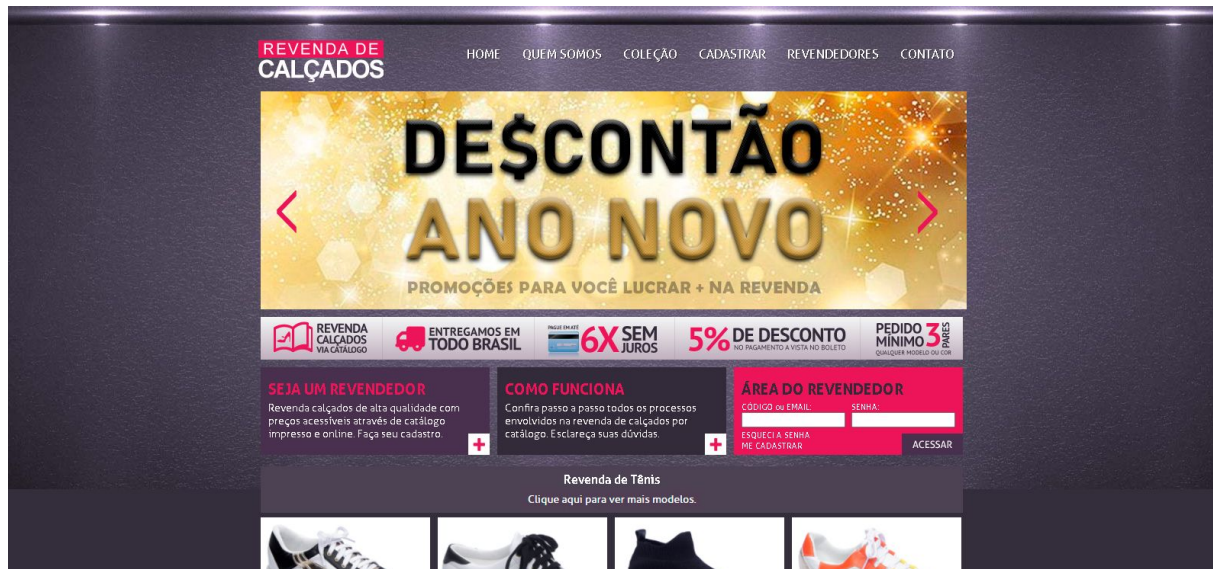 REVENDA DE
CALÇADOS
HOME QUEM SOMOS COLEÇÃO CADASTRAR REVENDEDORES CONTATO
DE$CONTÃO
ANO NOVO
PROMOÇÕES PARA VOCÊ LUCRAR + NA REVENDA
REVENDA
CALÇADOS
VIA CATÁLOGO
ENTREGAMOS EM
TODO BRASIL
PAGUE EM ATÉ
6X SEM
JUROS
5% DE DESCONTO
NO PAGAMENTO A VISTA NO BOLETO
PEDIDO
MÍNIMO 3 PARES
QUALQUER MODELO OU COR
SEJA UM REVENDEDOR
Revenda calçados de alta qualidade com
preços acessíveis através de catálogo
impresso e online. Faça seu cadastro.
+
COMO FUNCIONA
Confira passo a passo todos os processos
envolvidos na revenda de calçados por
catálogo. Esclareça suas dúvidas.
+
ÁREA DO REVENDEDOR
CÓDIGO ou EMAIL: SENHA:
ESQUECI A SENHA
ME CADASTRAR
ACESSAR
Revenda de Tênis
Clique aqui para ver mais modelos.